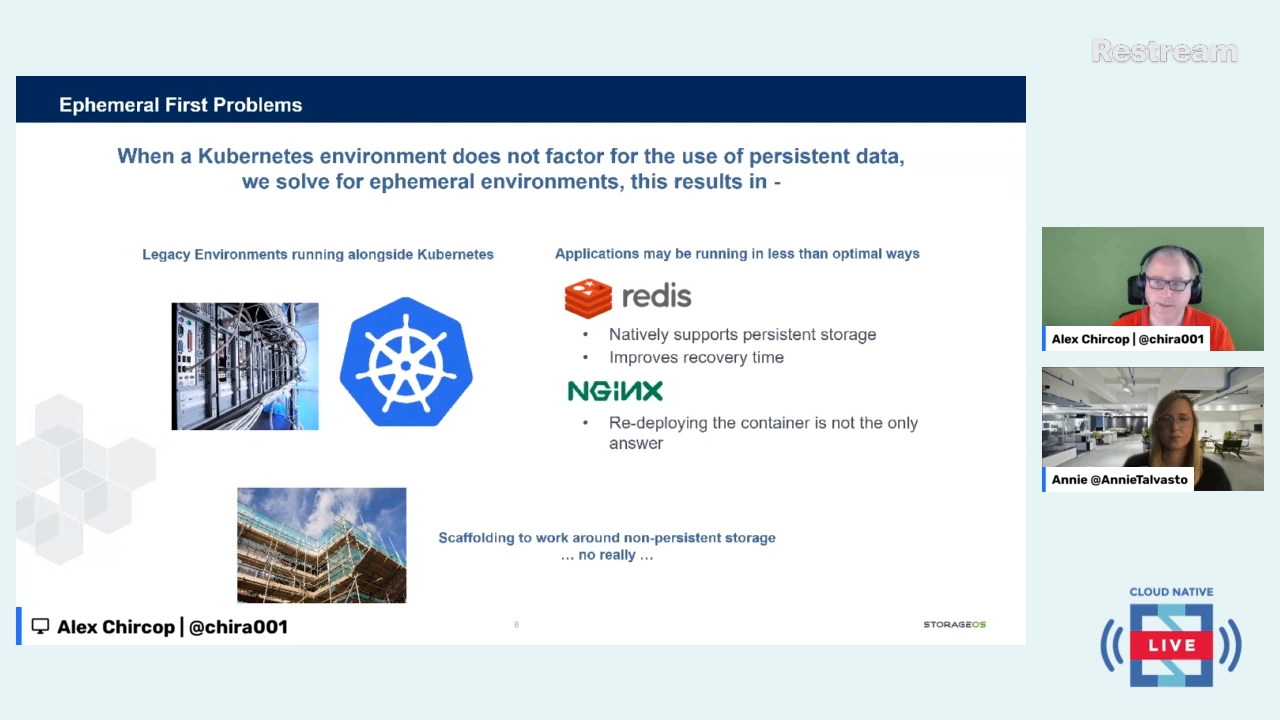 Restream
Ephemeral First Problems
When a Kubernetes environment does not factor for the use of persistent data,
we solve for ephemeral environments, this results in -
Legacy Environments running alongside Kubernetes
Applications may be running in less than optimal ways
redis
• Natively supports persistent storage
• Improves recovery time
NGINX
• Re-deploying the container is not the only
answer
Scaffolding to work around non-persistent storage
... no really ...
Alex Chircop | @chira001
8
STORAGEOS
Alex Chircop | @chira001
Annie @AnnieTalvasto
CLOUD NATIVE
LIVE